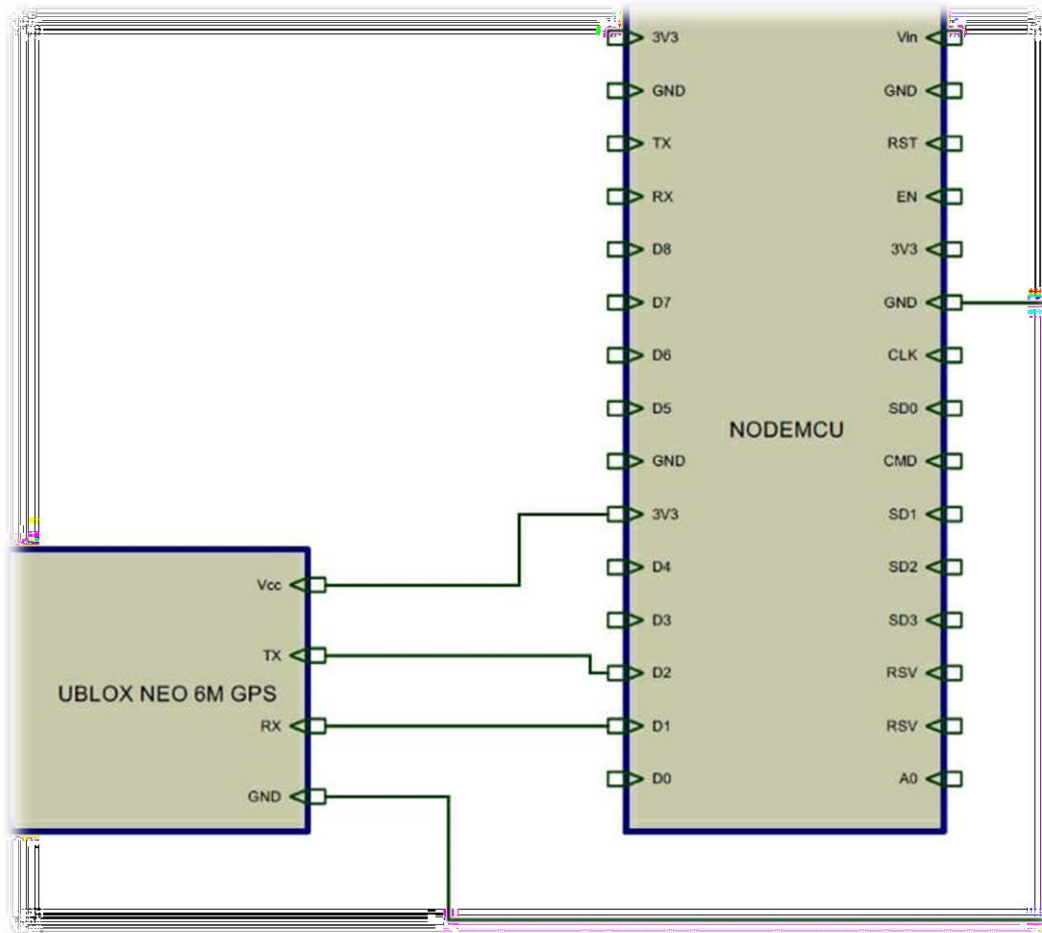 3V3 Vin
GND GND
TX RST
RX EN
D8 3V3
D7 GND
D6 CLK
D5 SD0
NODEMCU
GND CMD
3V3 SD1
D4 SD2
D3 SD3
D2 RSV
D1 RSV
D0 A0
Vcc
TX
UBLOX NEO 6M GPS
RX
GND